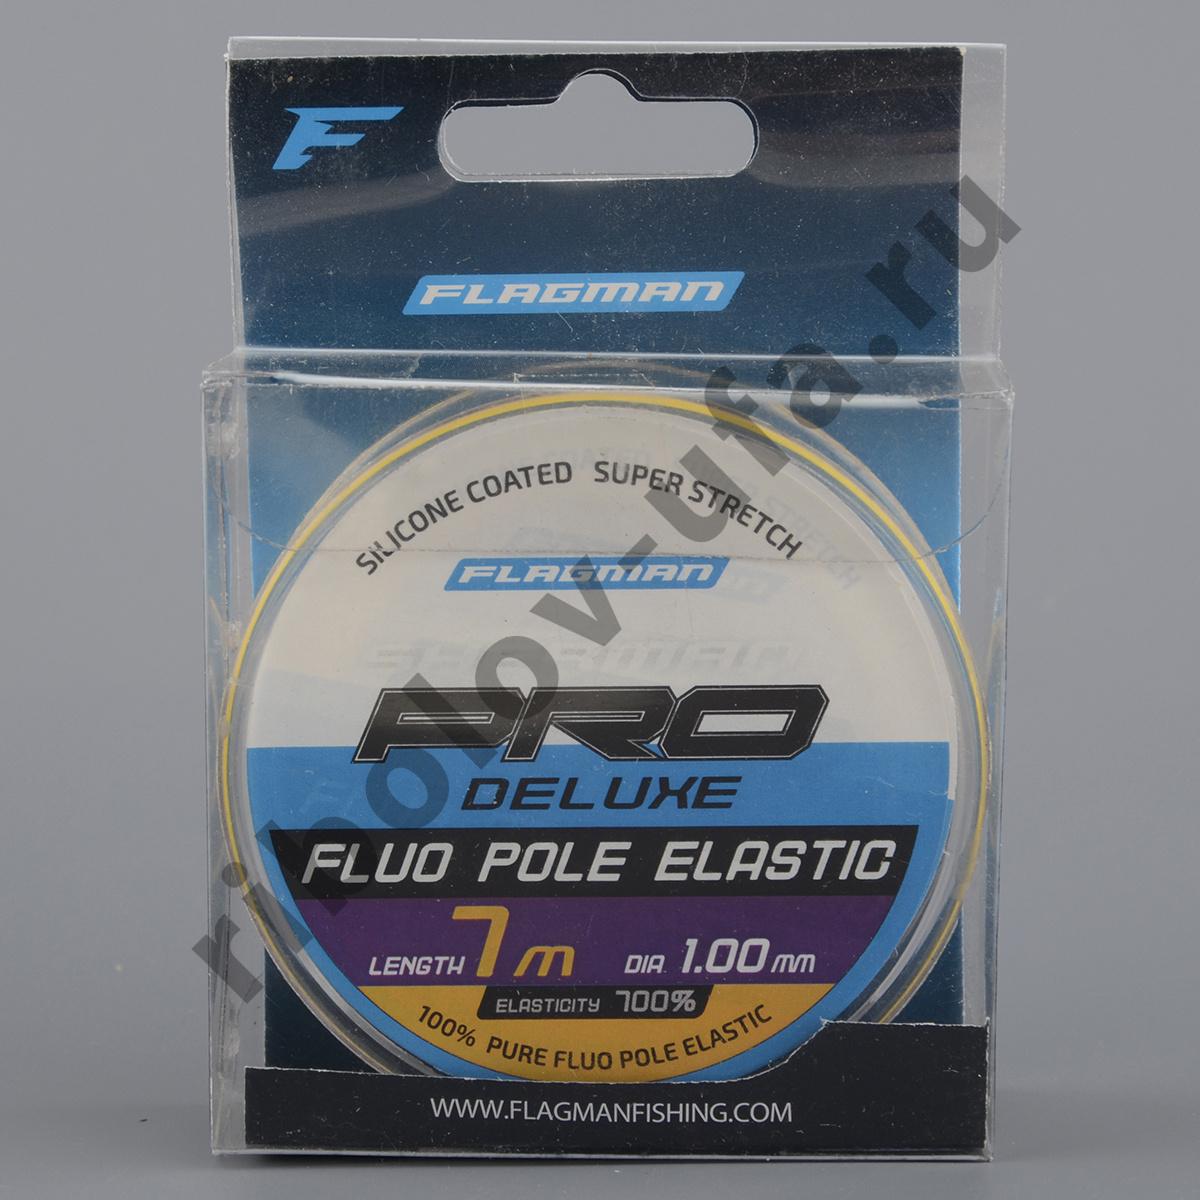 FLAGMAN
SILICONE COATED SUPER STRETCH
FLAGMAN
PRO
DELUXE
FLUO POLE ELASTIC
LENGTH 7m DIA 1.00mm
ELASTICITY 700%
100% PURE FLUO POLE ELASTIC
WWW.FLAGMANFISHING.COM
ribolov-ufa.ru